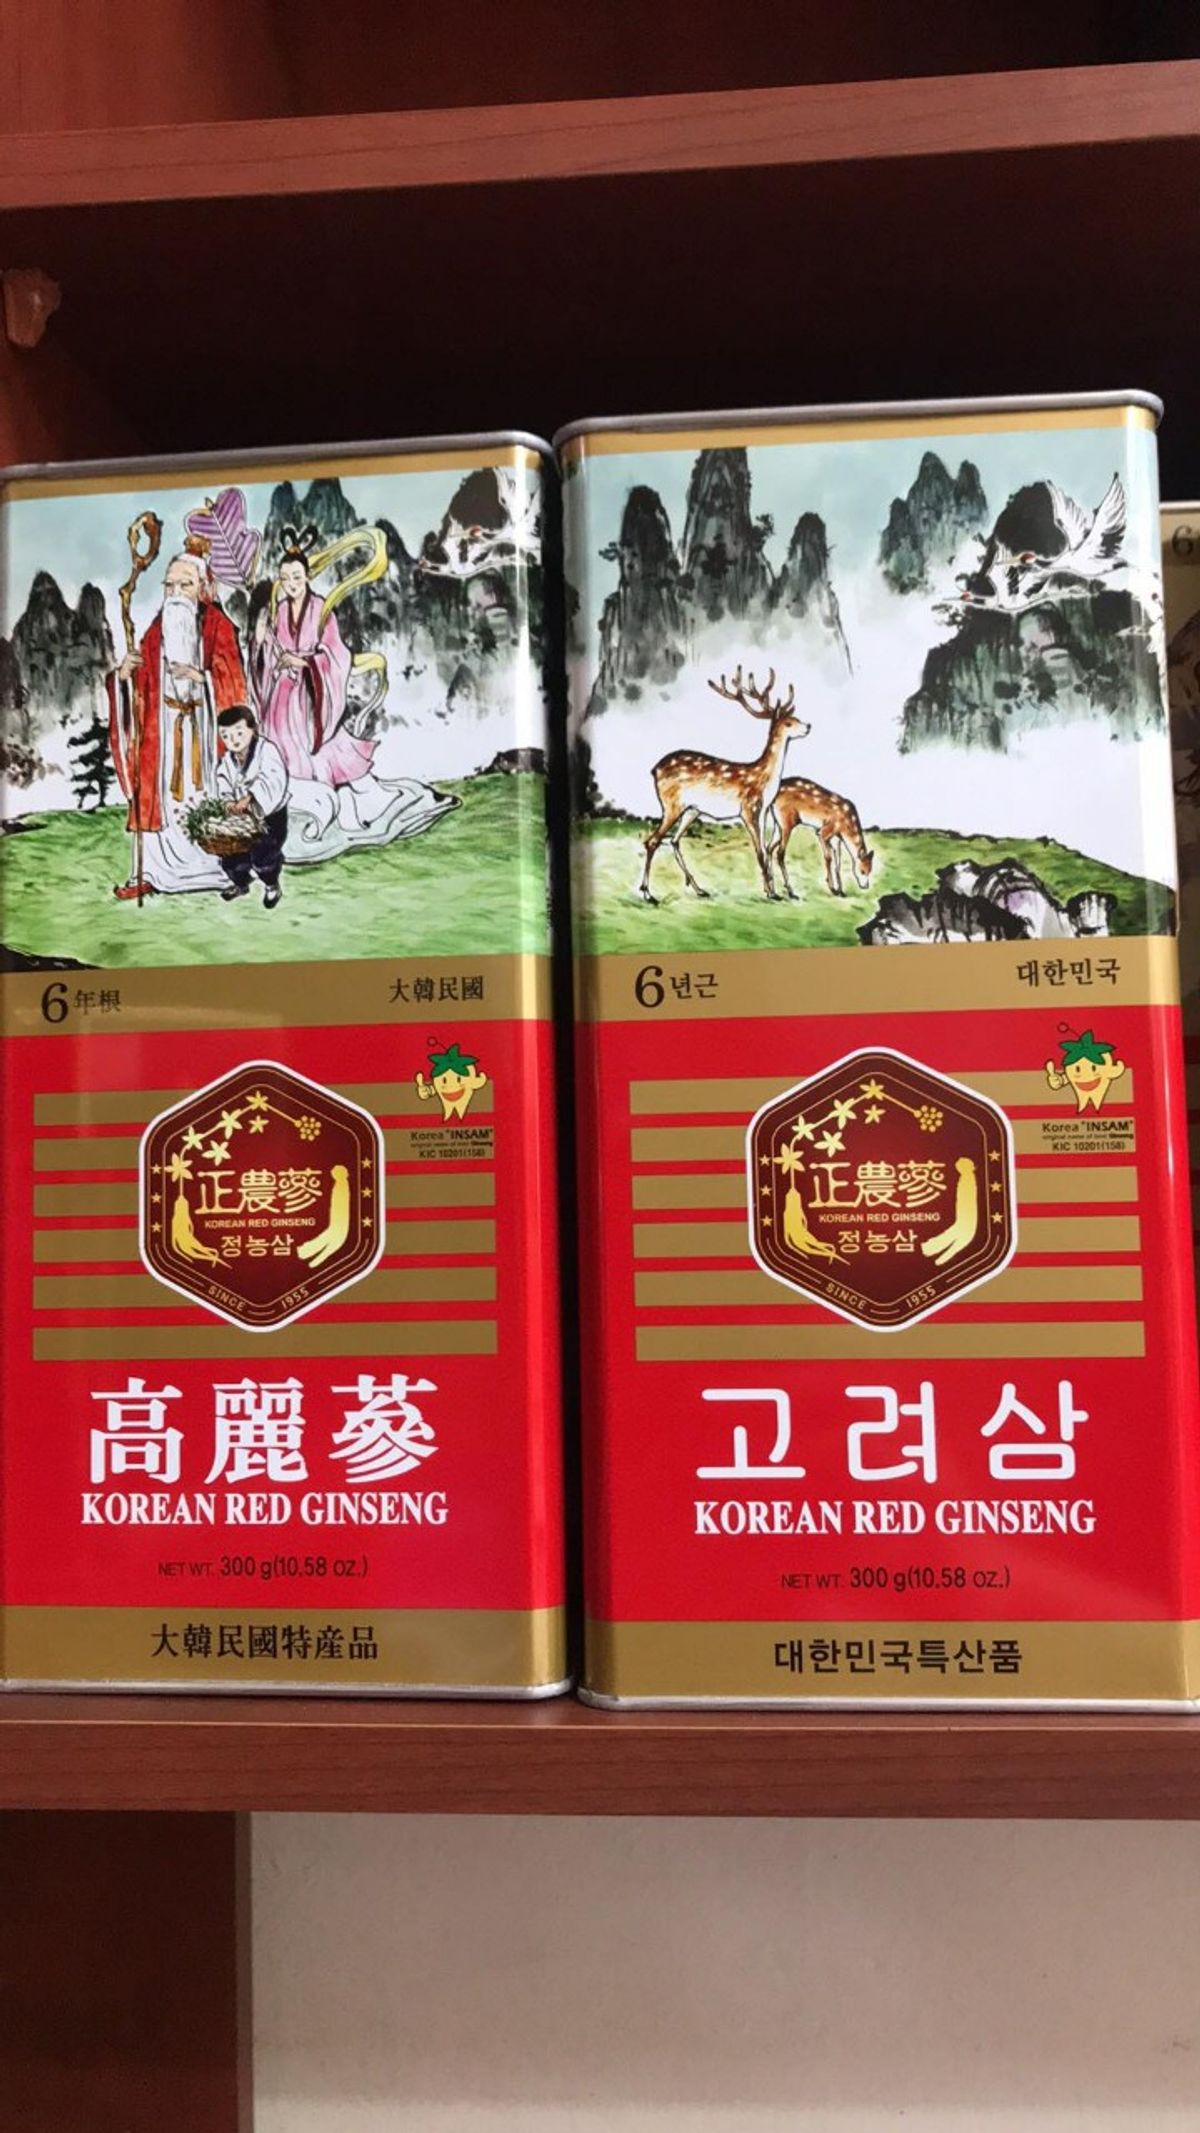 6年根
大韓民國
Korea "INSAM"
KIC 10201(158)
正農蔘
KOREAN RED GINSENG
정농삼
SINCE 1955
高麗蔘
KOREAN RED GINSENG
NET WT. 300 g(10.58 oz.)
大韓民國特産品
6년근
대한민국
Korea "INSAM"
KIC 10201(158)
正農蔘
KOREAN RED GINSENG
정농삼
SINCE 1955
고려삼
KOREAN RED GINSENG
NET WT. 300 g(10.58 oz.)
대한민국특산품
6